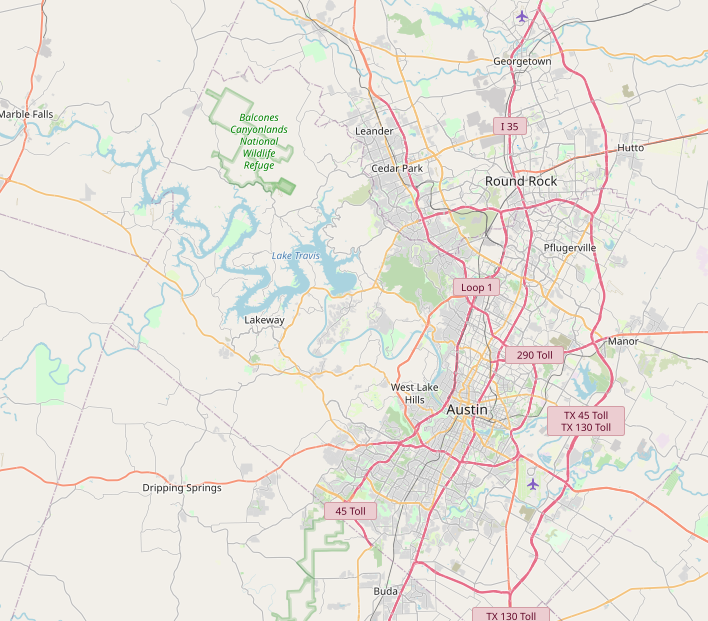 Georgetown
Marble Falls
Balcones
Canyonlands
National
Wildlife
Refuge
I 35
Leander
Hutto
Cedar Park
Round Rock
Pflugerville
Lake Travis
Loop 1
Lakeway
Manor
290 Toll
West Lake
Hills
Austin
TX 45 Toll
TX 130 Toll
Dripping Springs
45 Toll
Buda
TX 130 Toll